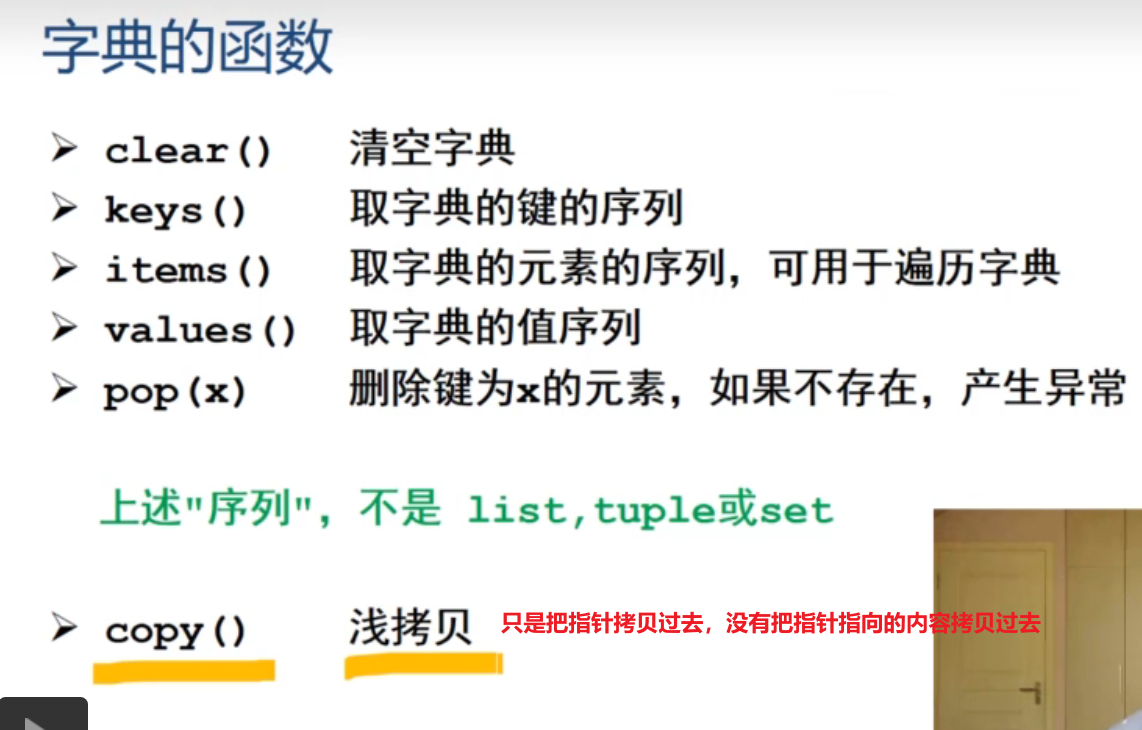 字典的函数
➢ clear() 清空字典
➢ keys() 取字典的键的序列
➢ items() 取字典的元素的序列，可用于遍历字典
➢ values() 取字典的值序列
➢ pop(x) 删除键为x的元素，如果不存在，产生异常
上述"序列"，不是 list,tuple或set
➢ copy() 浅拷贝 只是把指针拷贝过去，没有把指针指向的内容拷贝过去